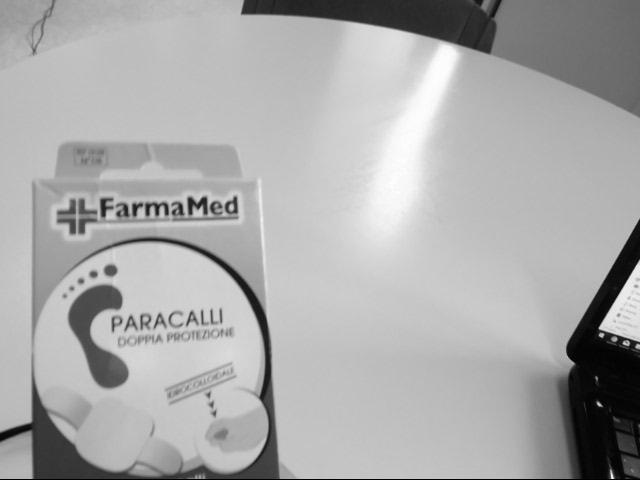 FarmaMed
PARACALLI
DOPPIA PROTEZIONE
IDROCOLLOIDALE